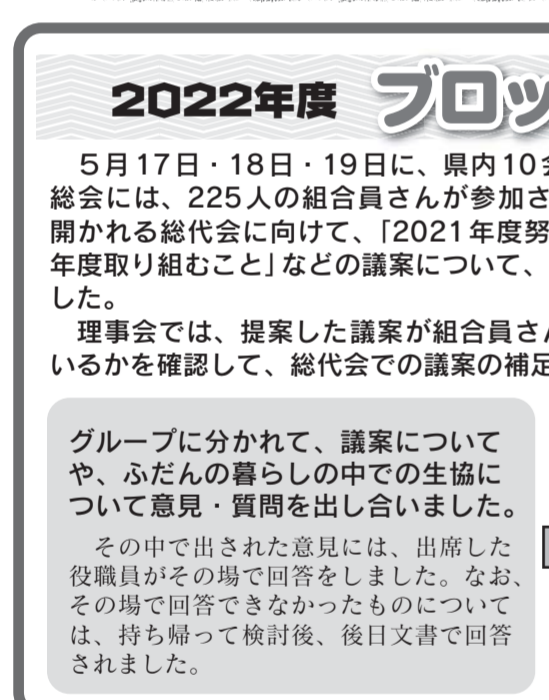 2022年度 ブロッ
５月17日・18日・19日に、県内10会
総会には、225人の組合員さんが参加さ
開かれる総代会に向けて、「2021年度努
年度取り組むこと」などの議案について、
した。
理事会では、提案した議案が組合員さん
いるかを確認して、総代会での議案の補足
グループに分かれて、議案について
や、ふだんの暮らしの中での生協に
ついて意見・質問を出し合いました。
その中で出された意見には、出席した
役職員がその場で回答をしました。なお、
その場で回答できなかったものについて
は、持ち帰って検討後、後日文書で回答
されました。